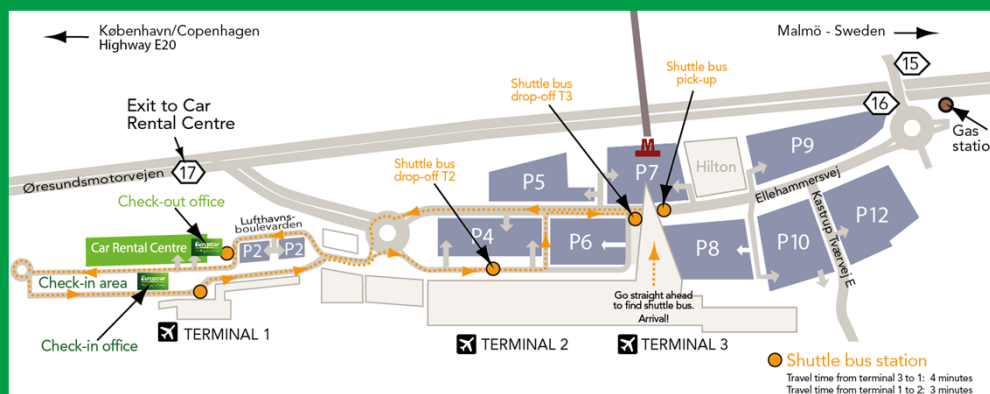 København/Copenhagen
Highway E20
Malmö - Sweden
15
Shuttle bus
pick-up
Shuttle bus
drop-off T3
16
Exit to Car
Rental Centre
Gas
station
M
P9
Hilton
P7
17
Shuttle bus
drop-off T2
P5
Øresundsmotorvejen
Ellehammersvej
Check-out office
P12
Lufthavns-
boulevarden
P4
P6
Kastrup Tværvej E
Europcar
Car Rental Centre
P2
P2
P8
P10
Check-in area
Europcar
Go straight ahead
to find shuttle bus.
Arrival!
Check-in office
TERMINAL 1
TERMINAL 2
TERMINAL 3
Shuttle bus station
Travel time from terminal 3 to 1: 4 minutes
Travel time from terminal 1 to 2: 3 minutes